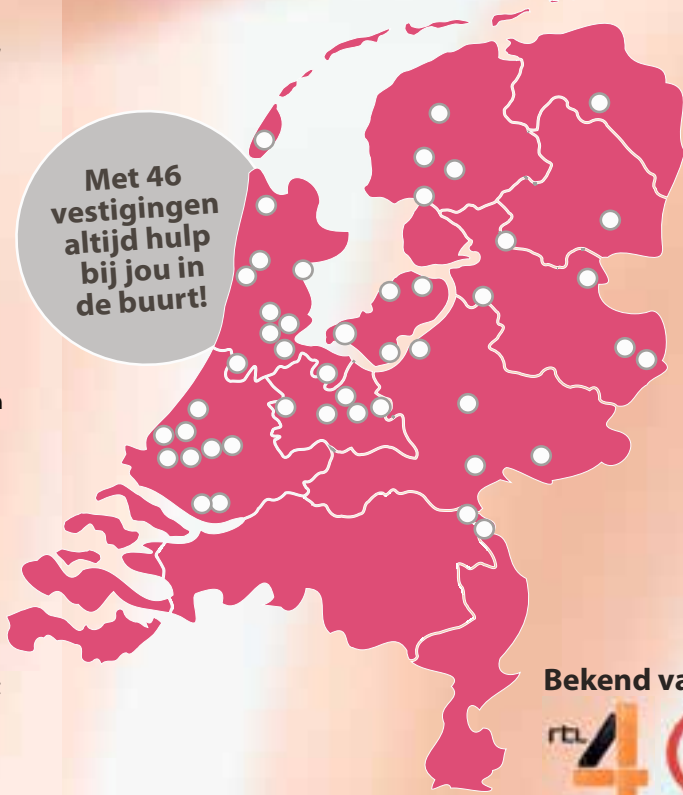 Met 46
vestigingen
altijd hulp
bij jou in
de buurt!
Bekend va
rtl 4